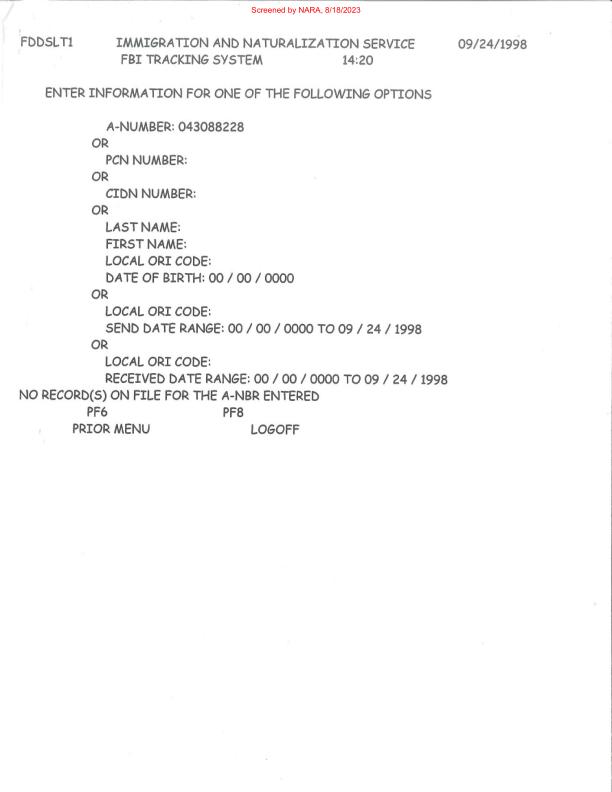 Screened by NARA, 8/18/2023
FDDSLT1 IMMIGRATION AND NATURALIZATION SERVICE 09/24/1998
FBI TRACKING SYSTEM 14:20
ENTER INFORMATION FOR ONE OF THE FOLLOWING OPTIONS
A-NUMBER: 043088228
OR
PCN NUMBER:
OR
CIDN NUMBER:
OR
LAST NAME:
FIRST NAME:
LOCAL ORI CODE:
DATE OF BIRTH: 00 / 00 / 0000
OR
LOCAL ORI CODE:
SEND DATE RANGE: 00 / 00 / 0000 TO 09 / 24 / 1998
OR
LOCAL ORI CODE:
RECEIVED DATE RANGE: 00 / 00 / 0000 TO 09 / 24 / 1998
NO RECORD(S) ON FILE FOR THE A-NBR ENTERED
PF6 PF8
PRIOR MENU LOGOFF